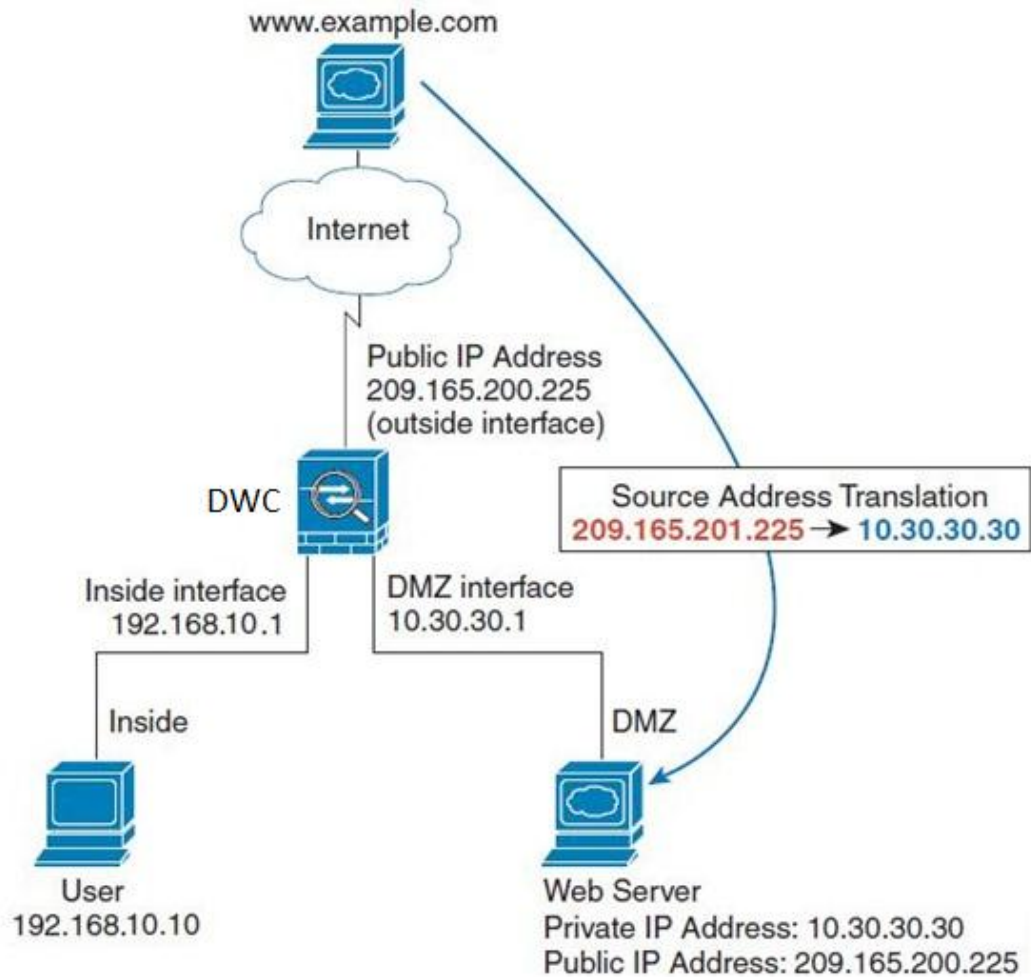 www.example.com
Internet
Public IP Address
209.165.200.225
(outside interface)
DWC
Source Address Translation
209.165.201.225 → 10.30.30.30
Inside interface
192.168.10.1
DMZ interface
10.30.30.1
Inside
DMZ
User
192.168.10.10
Web Server
Private IP Address: 10.30.30.30
Public IP Address: 209.165.200.225